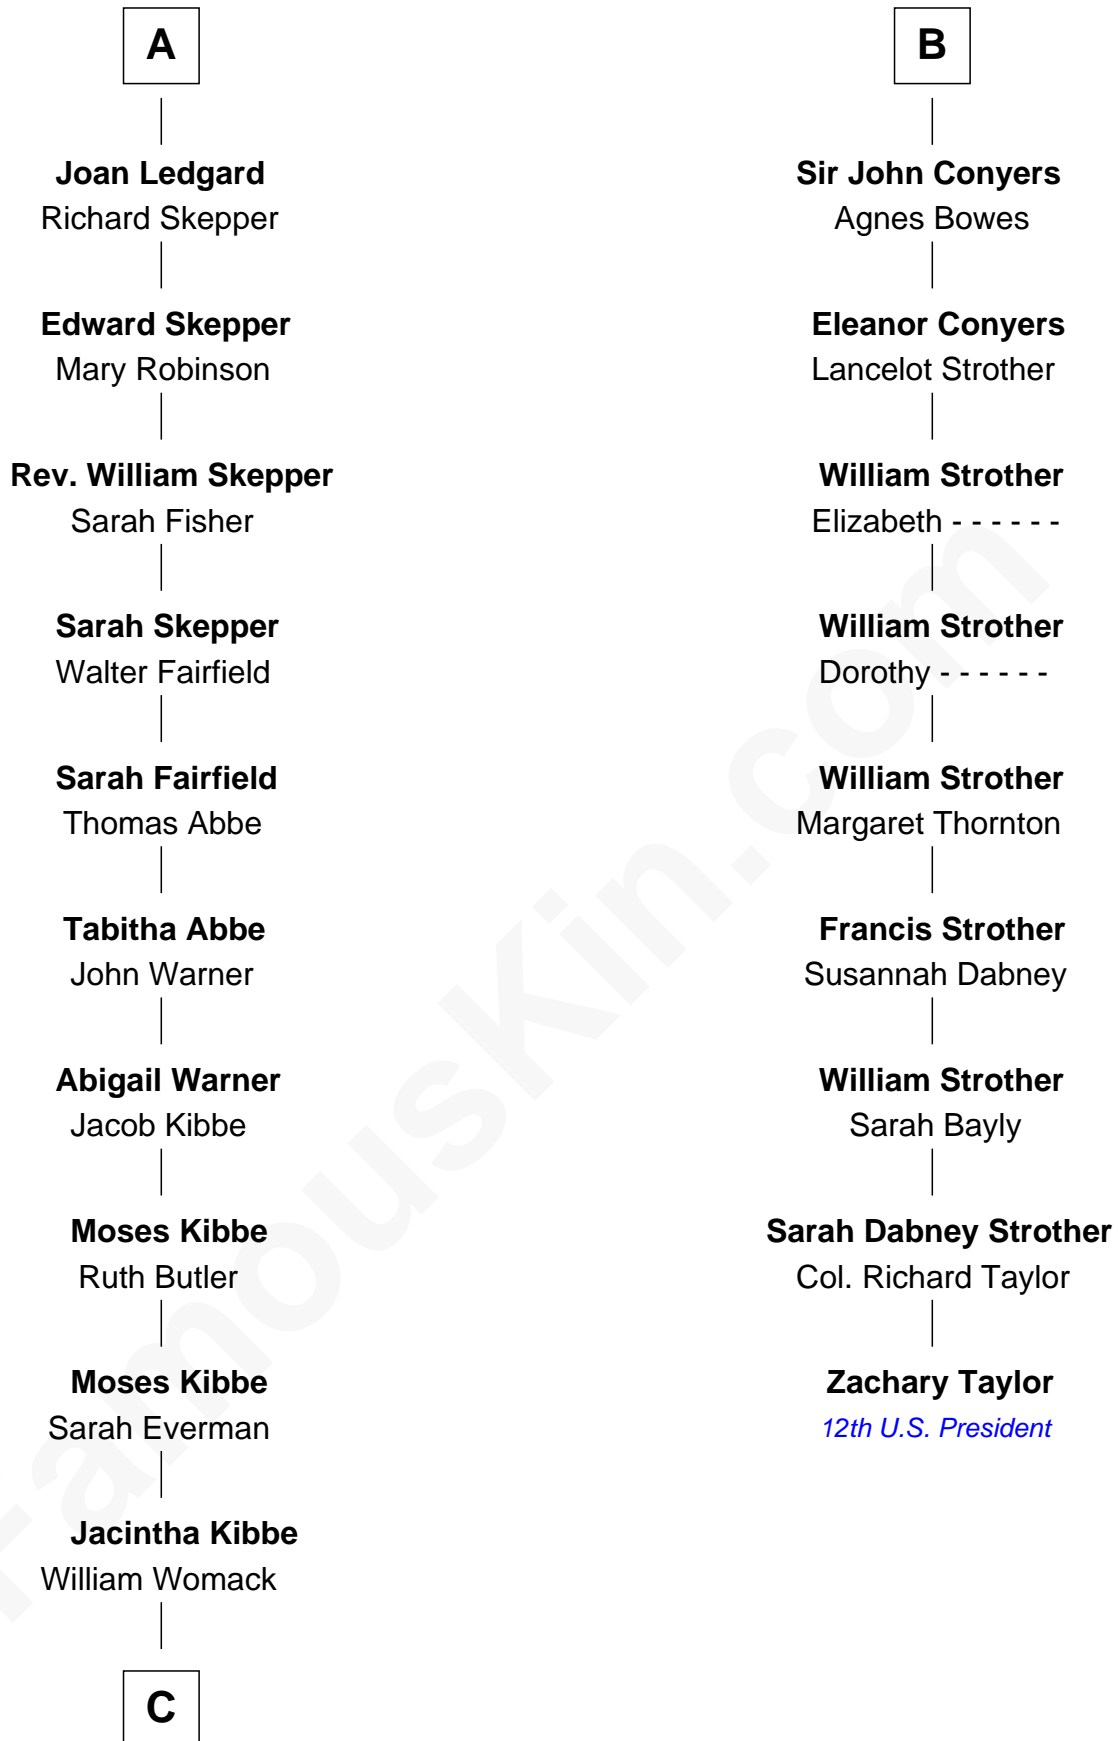 A
Joan Ledgard
Richard Skepper
Edward Skepper
Mary Robinson
Rev. William Skepper
Sarah Fisher
Sarah Skepper
Walter Fairfield
Sarah Fairfield
Thomas Abbe
Tabitha Abbe
John Warner
Abigail Warner
Jacob Kibbe
Moses Kibbe
Ruth Butler
Moses Kibbe
Sarah Everman
Jacintha Kibbe
William Womack
C
B
Sir John Conyers
Agnes Bowes
Eleanor Conyers
Lancelot Strother
William Strother
Elizabeth - - - - - -
William Strother
Dorothy - - - - - -
William Strother
Margaret Thornton
Francis Strother
Susannah Dabney
William Strother
Sarah Bayly
Sarah Dabney Strother
Col. Richard Taylor
Zachary Taylor
12th U.S. President
FamousKin.com